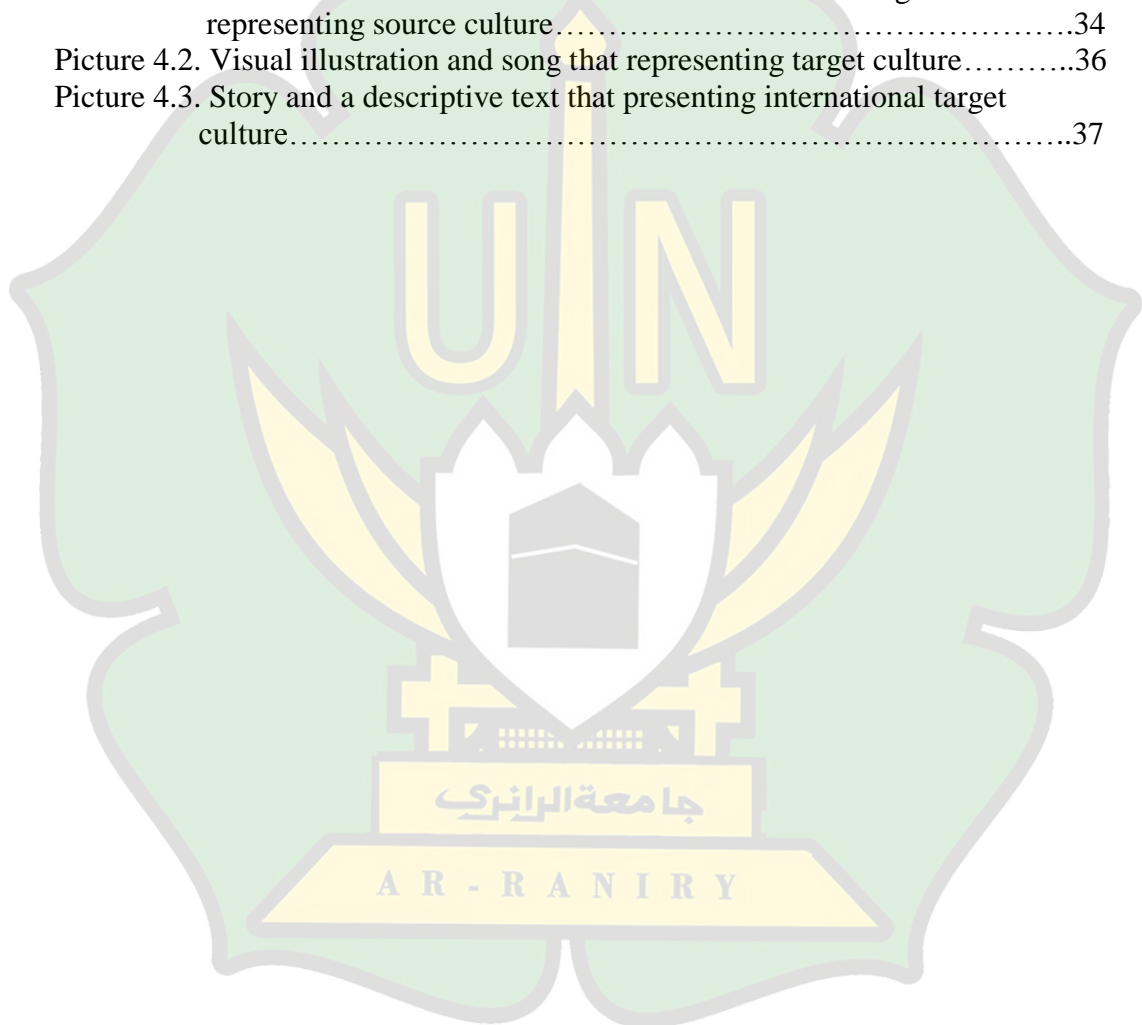 representing source culture……………………………………………….34
Picture 4.2. Visual illustration and song that representing target culture………..36
Picture 4.3. Story and a descriptive text that presenting international target
culture…………………………………………………………………..37
UIN
جامعة الرانري
AR-RANIRY